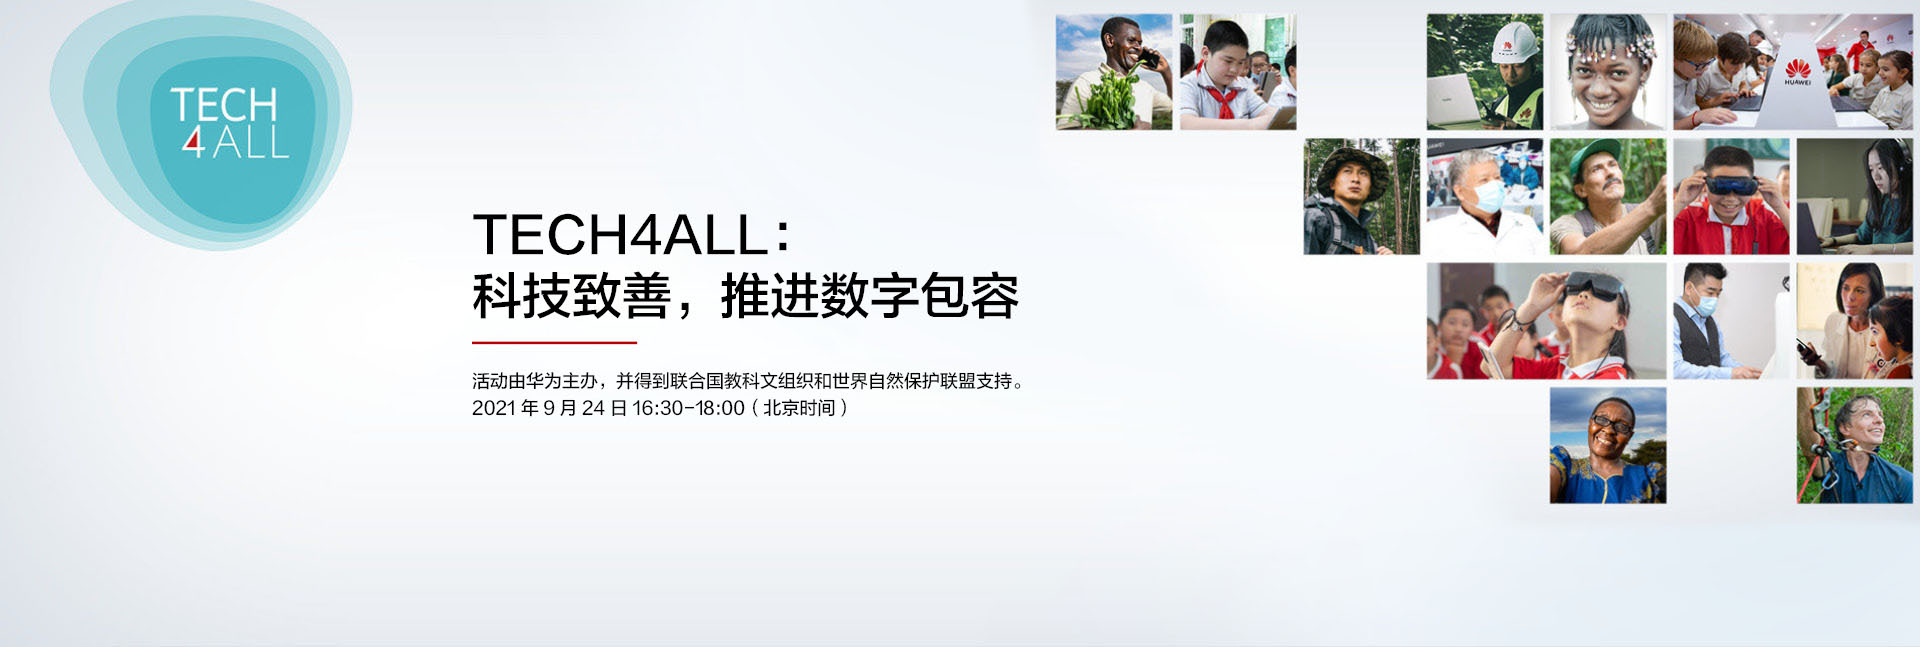 TECH
4ALL
TECH4ALL：
科技致善，推进数字包容
活动由华为主办，并得到联合国教科文组织和世界自然保护联盟支持。
2021 年 9 月 24 日 16:30-18:00（北京时间）
HUAWEI